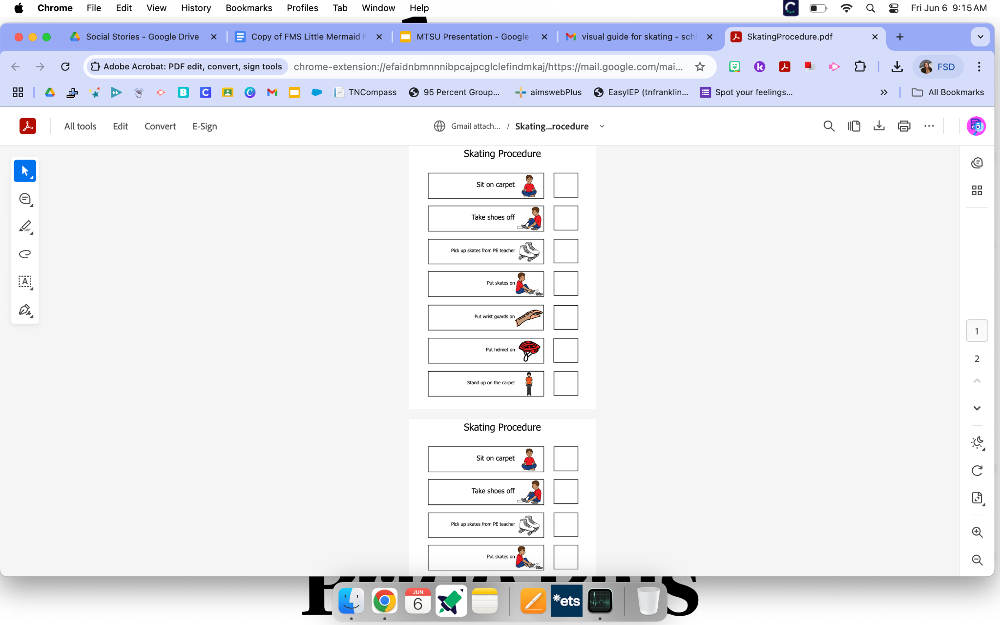 Chrome File Edit View History Bookmarks Profiles Tab Window Help Fri Jun 6 9:15 AM
Social Stories - Google Drive Copy of FMS Little Mermaid F MTSU Presentation - Google visual guide for skating - sch SkatingProcedure.pdf
Adobe Acrobat: PDF edit, convert, sign tools chrome-extension://efaidnbmnnnibpcajpcglclefindmkaj/https://mail.google.com/mai... FSD
TNCompass 95 Percent Group... aimswebPlus EasyIEP (tnfranklin... Spot your feelings... All Bookmarks
All tools Edit Convert E-Sign Gmail attach... / Skating...rocedure
Skating Procedure
Sit on carpet
Take shoes off
Pick up skates from PE teacher
Put skates on
Put wrist guards on
Put helmet on
Stand up on the carpet
1
2
Skating Procedure
Sit on carpet
Take shoes off
Pick up skates from PE teacher
Put skates on
JUN
6
*ets